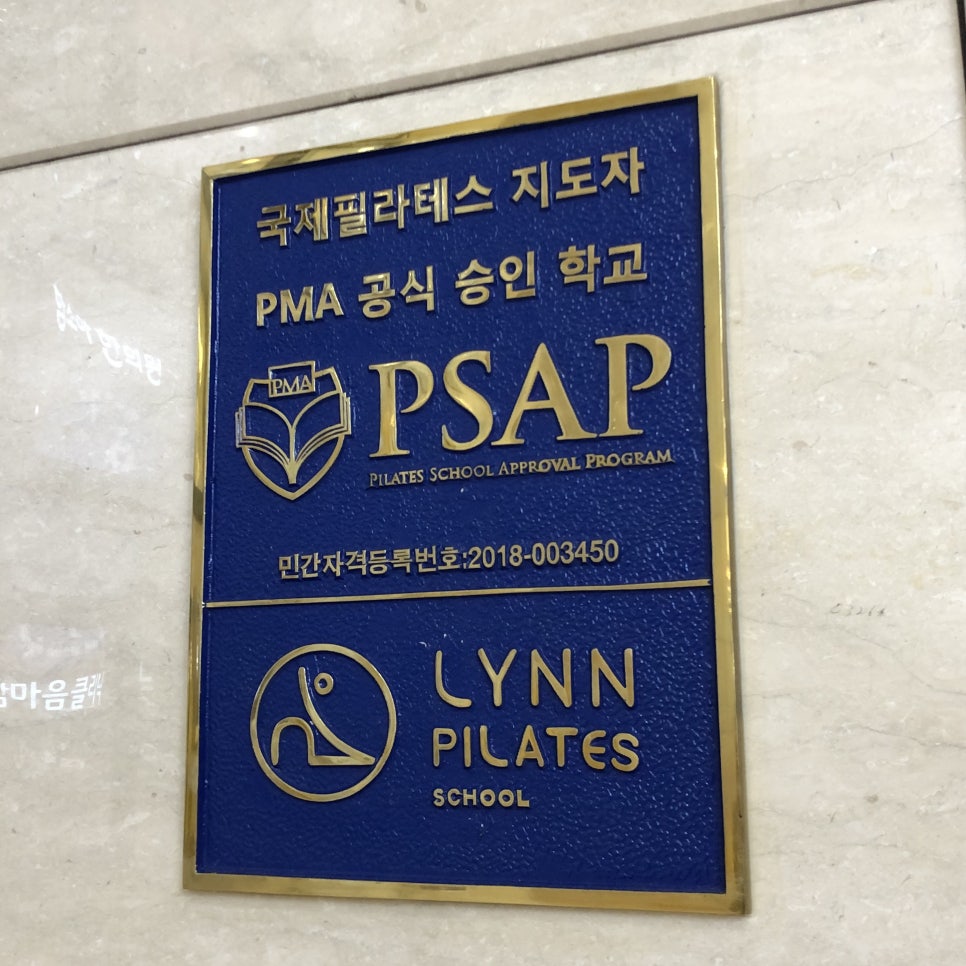 국제필라테스 지도자
PMA 공식 승인 학교
PMA
PSAP
PILATES SCHOOL APPROVAL PROGRAM
민간자격등록번호:2018-003450
LYNN
PILATES
SCHOOL